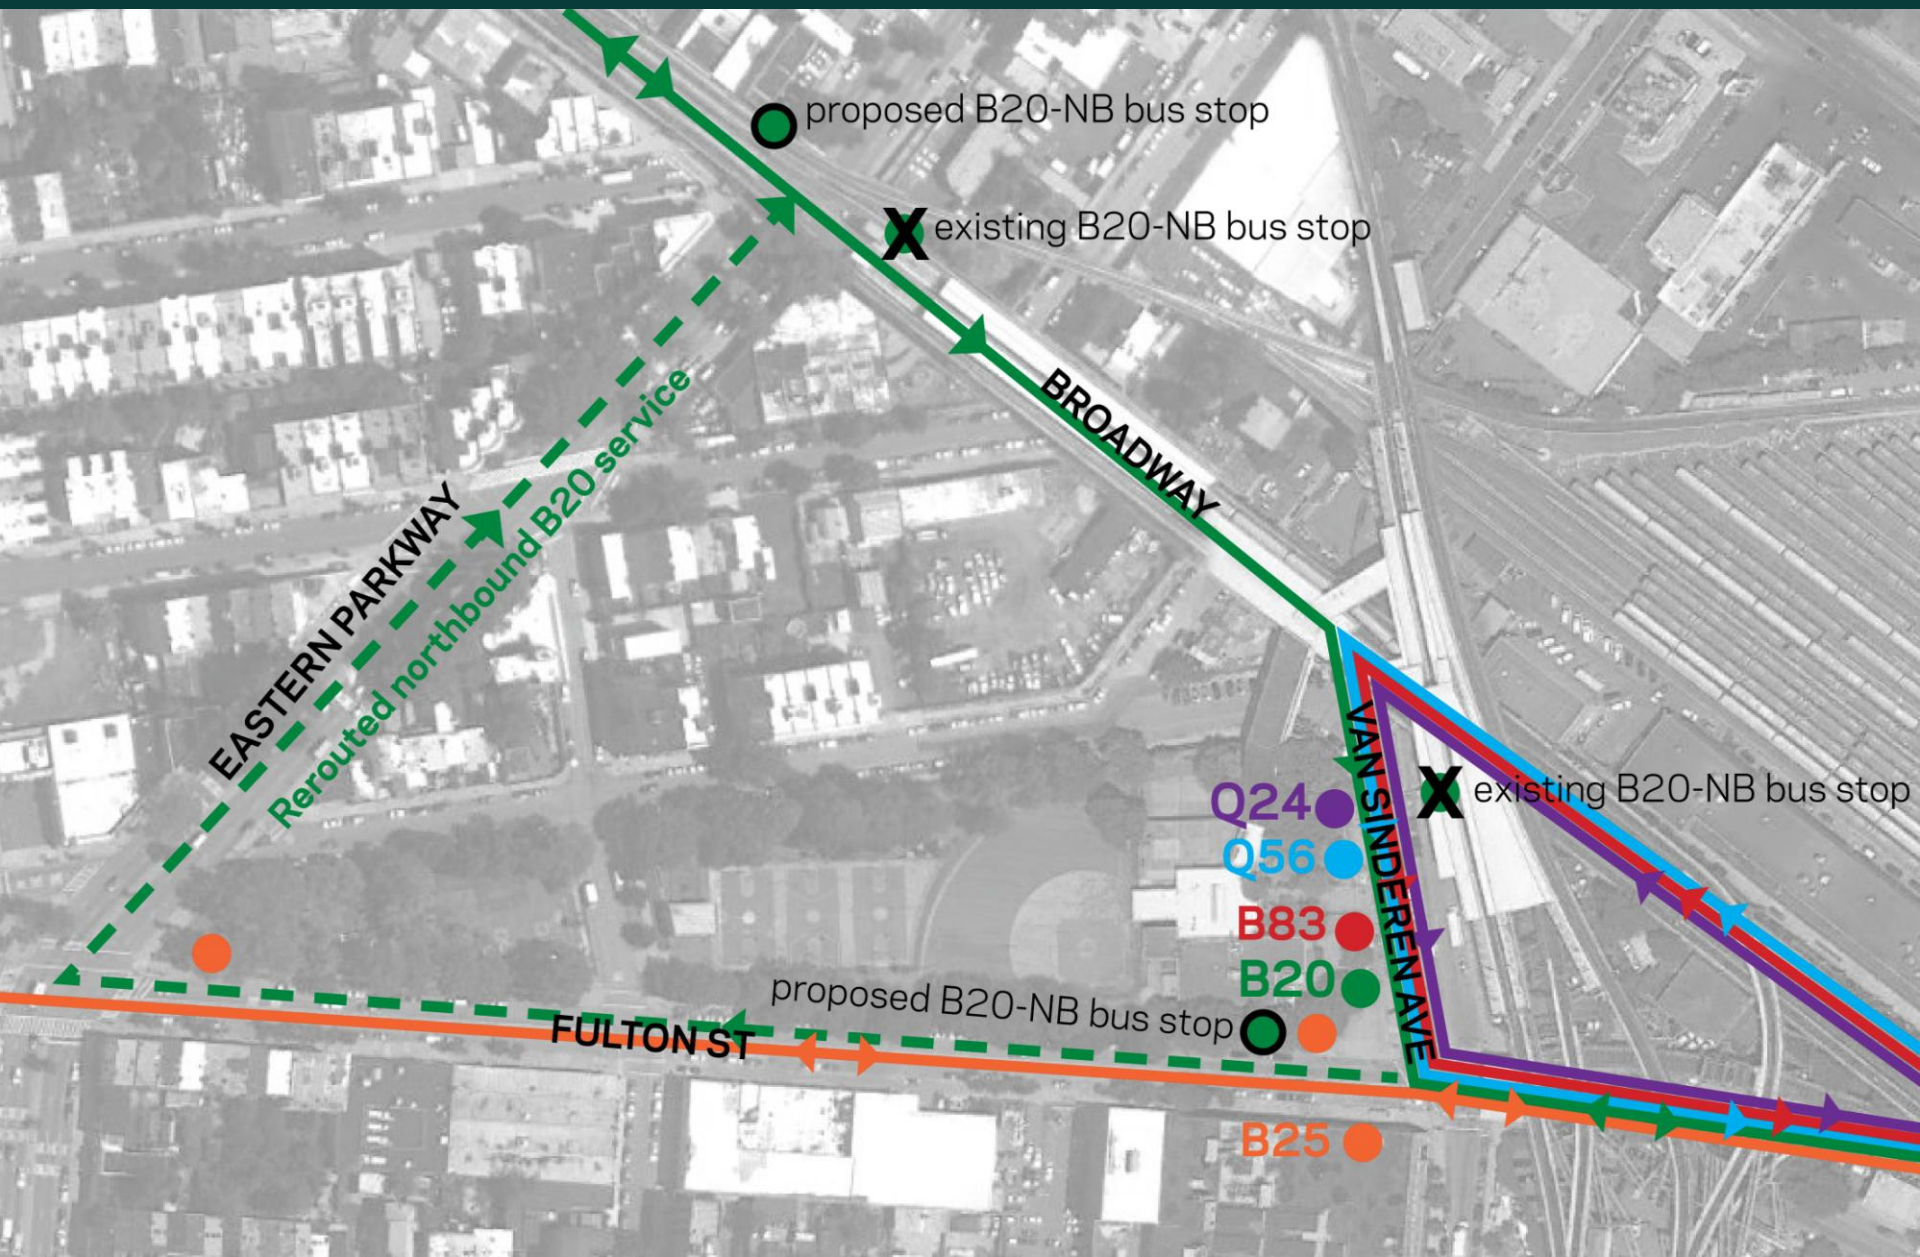 proposed B20-NB bus stop
existing B20-NB bus stop
BROADWAY
EASTERN PARKWAY
Rerouted northbound B20 service
VAN SINDEREN AVE
X existing B20-NB bus stop
Q24
Q56
B83
B20
proposed B20-NB bus stop
FULTON ST
B25